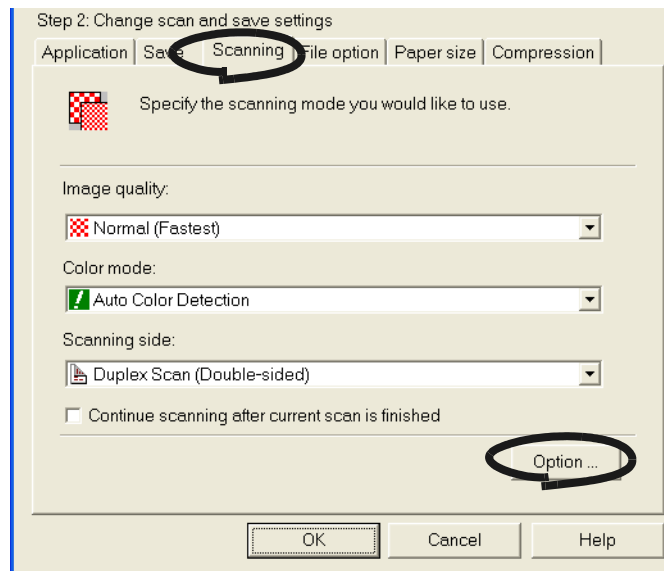 Step 2: Change scan and save settings
Application Save Scanning File option Paper size Compression
Specify the scanning mode you would like to use.
Image quality:
Normal (Fastest)
Color mode:
Auto Color Detection
Scanning side:
Duplex Scan (Double-sided)
Continue scanning after current scan is finished
Option ...
OK Cancel Help